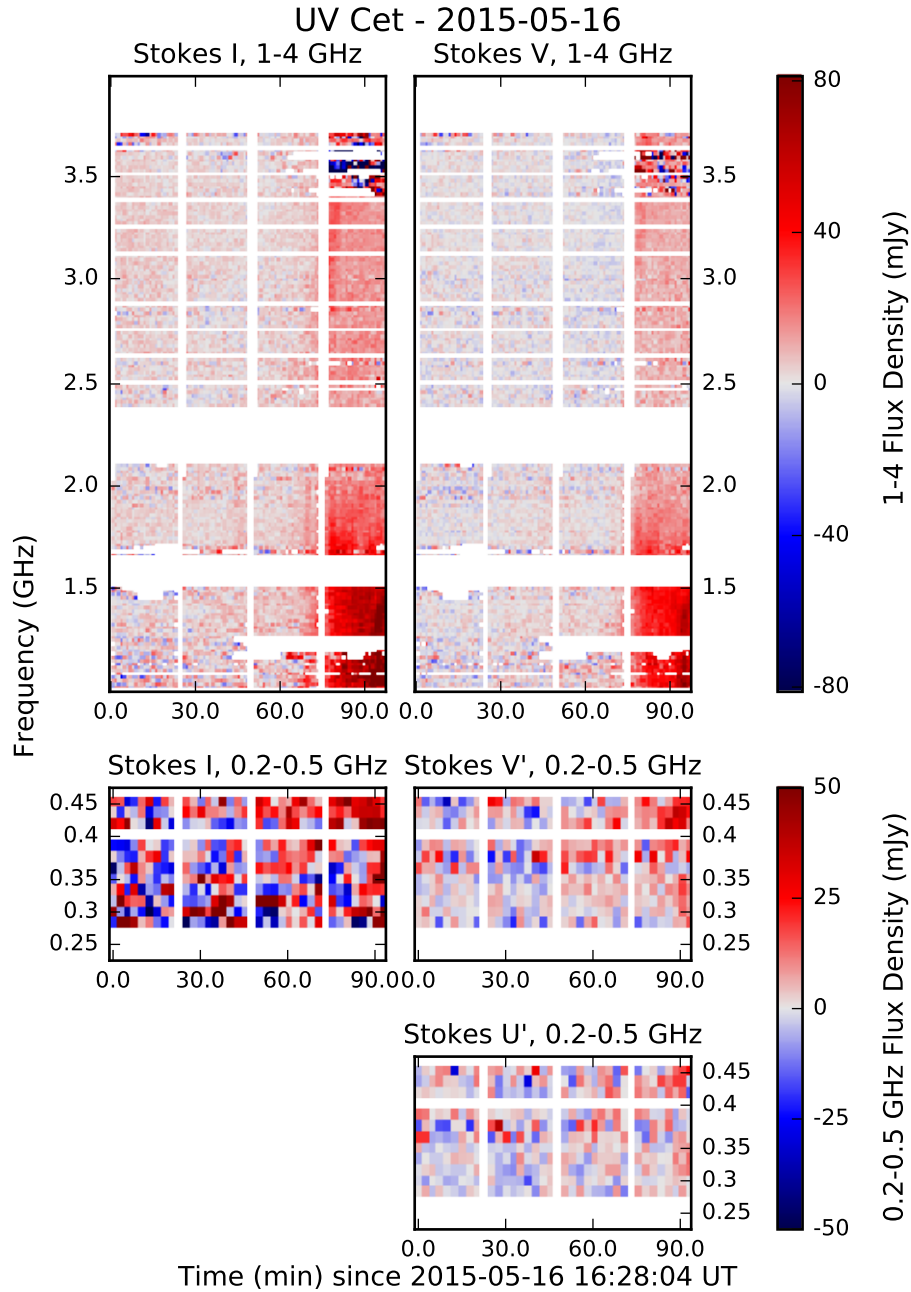 UV Cet - 2015-05-16
Stokes I, 1-4 GHz
Stokes V, 1-4 GHz
80
40
0
-40
-80
1-4 Flux Density (mJy)
3.5
3.0
2.5
2.0
1.5
3.5
3.0
2.5
2.0
1.5
Frequency (GHz)
0.0 30.0 60.0 90.0
0.0 30.0 60.0 90.0
Stokes I, 0.2-0.5 GHz
Stokes V', 0.2-0.5 GHz
0.45
0.4
0.35
0.3
0.25
0.45
0.4
0.35
0.3
0.25
0.0 30.0 60.0 90.0
0.0 30.0 60.0 90.0
50
25
0
-25
-50
0.2-0.5 GHz Flux Density (mJy)
Stokes U', 0.2-0.5 GHz
0.45
0.4
0.35
0.3
0.25
0.0 30.0 60.0 90.0
Time (min) since 2015-05-16 16:28:04 UT